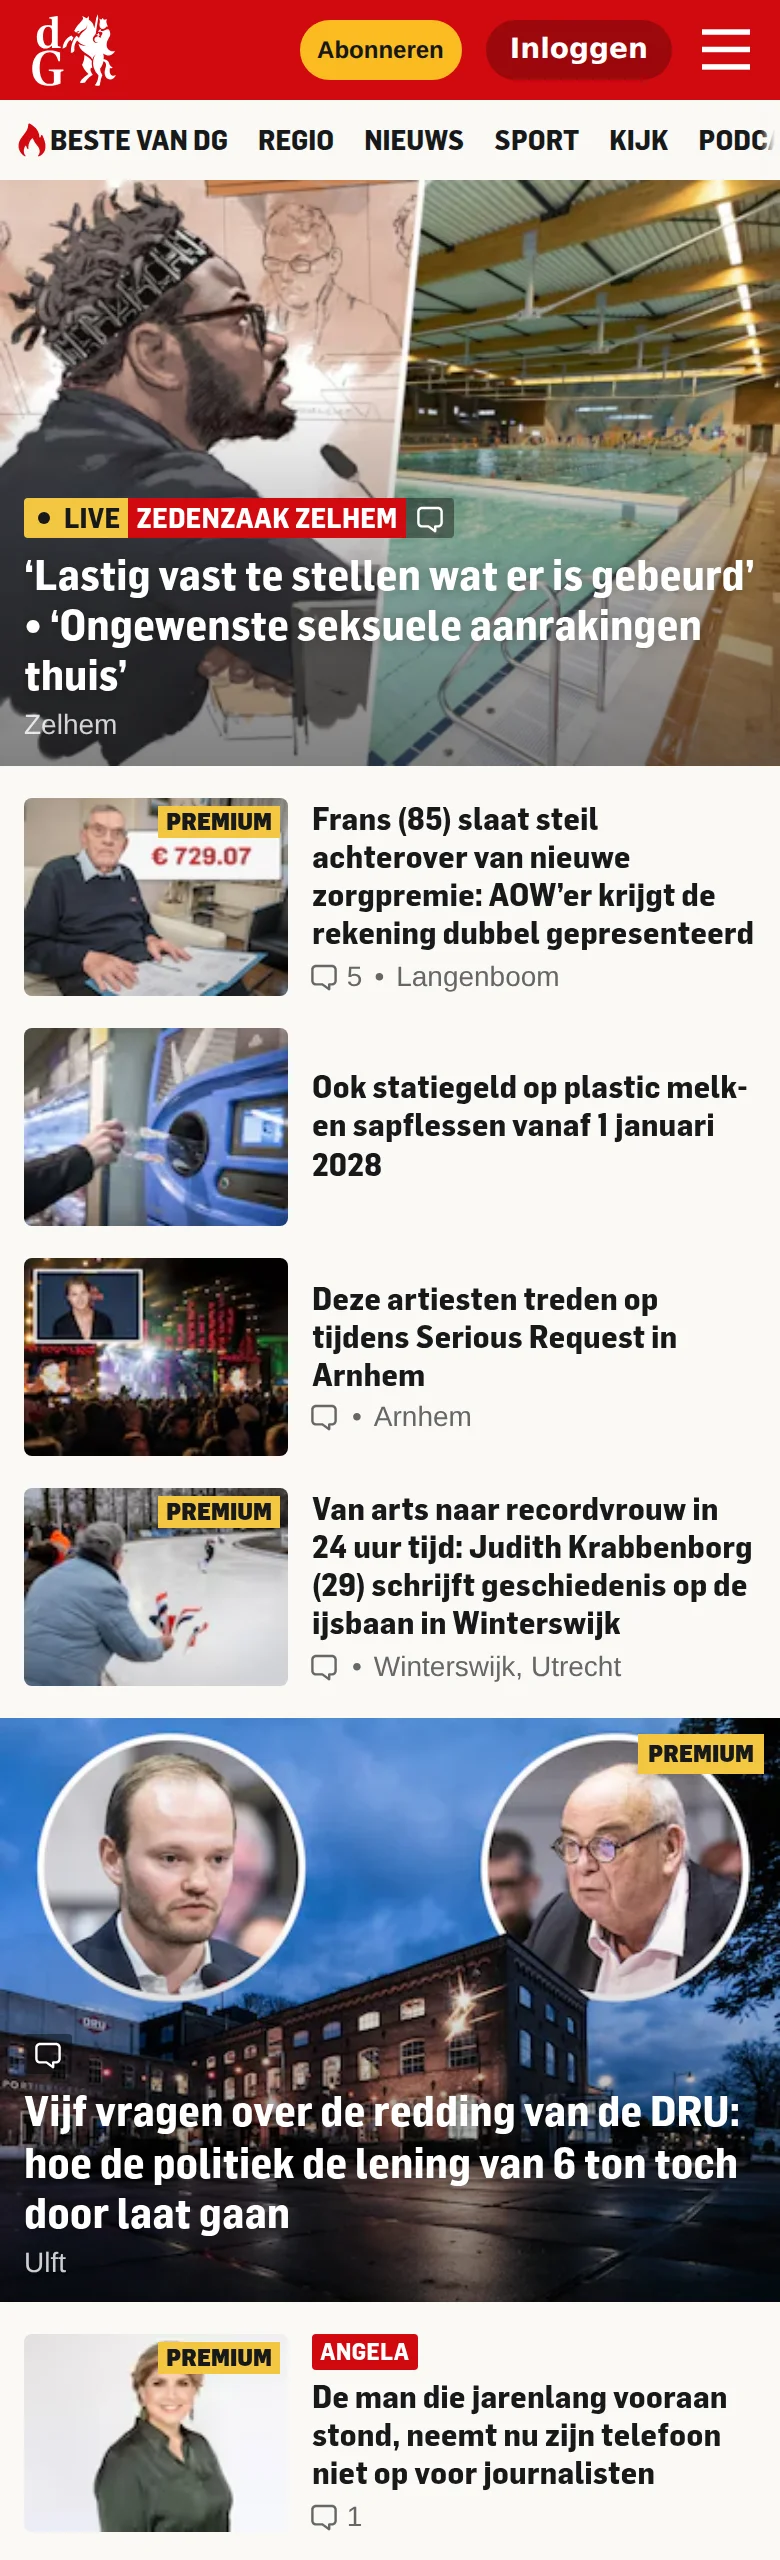 dG
Abonneren
Inloggen
BESTE VAN DG REGIO NIEUWS SPORT KIJK
LIVE ZEDENZAAK ZELHEM
‘Lastig vast te stellen wat er is gebeurd’
• ‘Ongewenste seksuele aanrakingen
thuis’
Zelhem
PREMIUM
€ 729.07
Frans (85) slaat steil
achterover van nieuwe
zorgpremie: AOW’er krijgt de
rekening dubbel gepresenteerd
5 • Langenboom
Ook statiegeld op plastic melk-
en sapflessen vanaf 1 januari
2028
Deze artiesten treden op
tijdens Serious Request in
Arnhem
• Arnhem
PREMIUM
Van arts naar recordvrouw in
24 uur tijd: Judith Krabbenborg
(29) schrijft geschiedenis op de
ijsbaan in Winterswijk
• Winterswijk, Utrecht
PREMIUM
DRU
Vijf vragen over de redding van de DRU:
hoe de politiek de lening van 6 ton toch
door laat gaan
Ulft
PREMIUM
ANGELA
De man die jarenlang vooraan
stond, neemt nu zijn telefoon
niet op voor journalisten
1